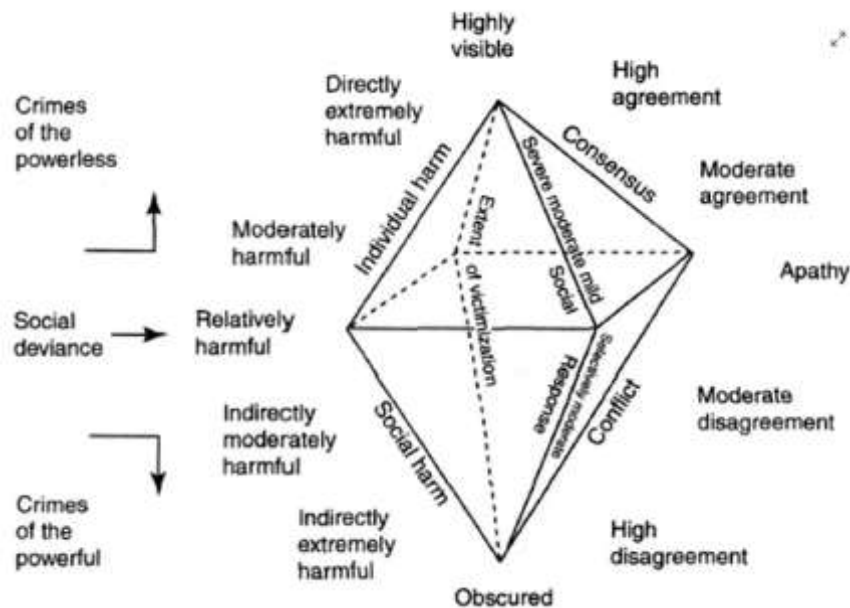 Highly
visible
Directly
extremely
harmful
High
agreement
Crimes
of the
powerless
Individual harm
Severe moderate mild
Consensus
Moderate
agreement
Moderately
harmful
Extent
of victimization
Social
Response
Apathy
Social
deviance
Relatively
harmful
Selectively moderate
Conflict
Indirectly
moderately
harmful
Social harm
Moderate
disagreement
Crimes
of the
powerful
Indirectly
extremely
harmful
High
disagreement
Obscured